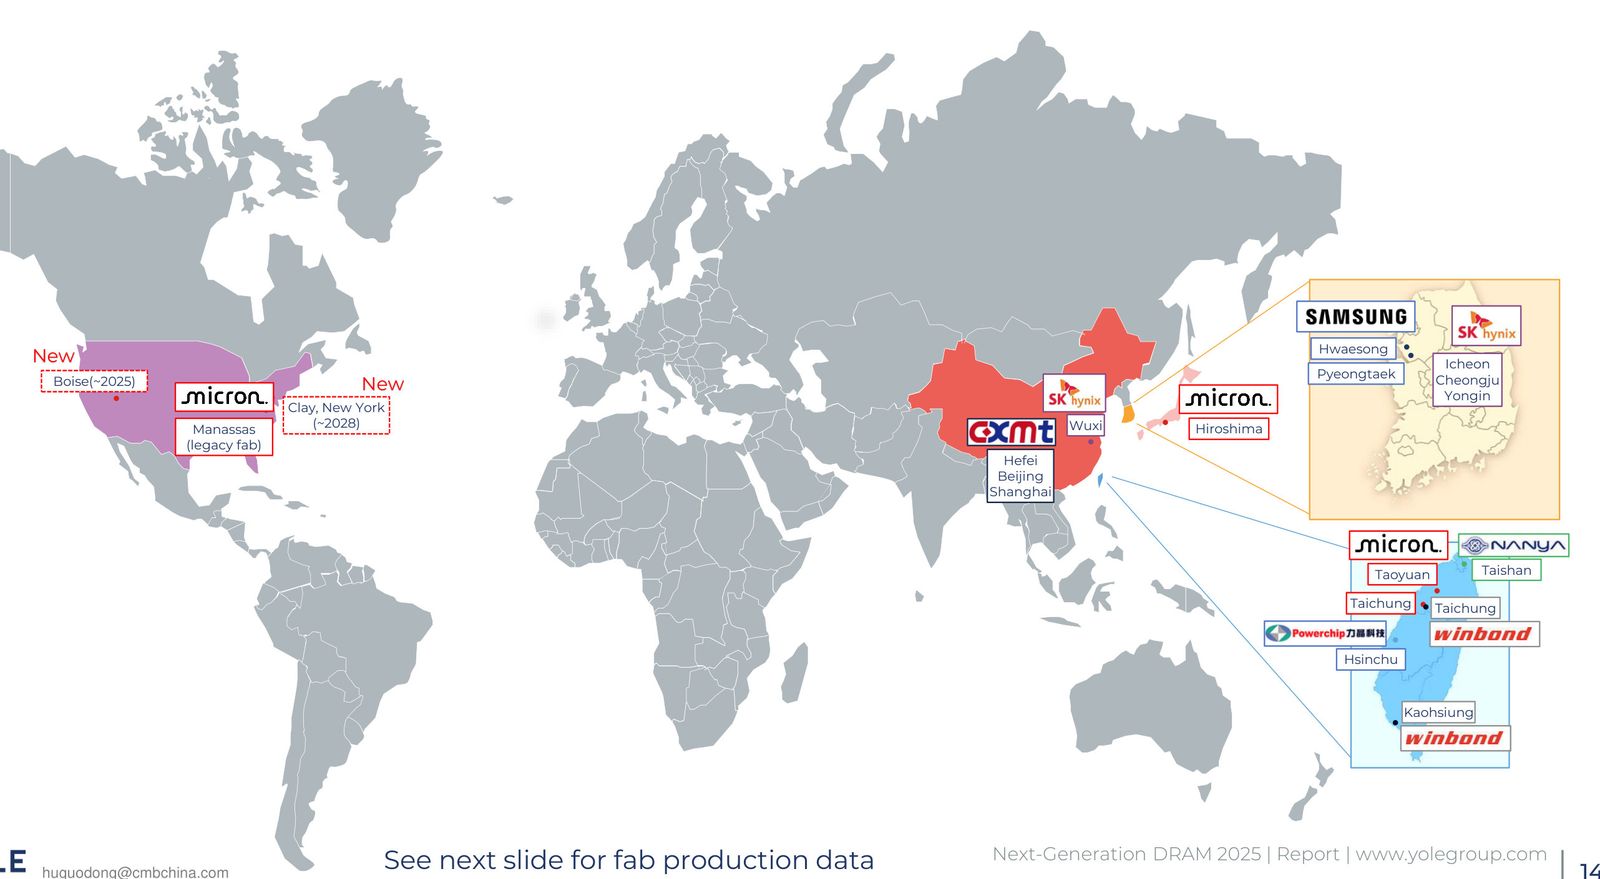 New
Boise(~2025)
micron.
Manassas
(legacy fab)
New
Clay, New York
(~2028)
SK hynix
Wuxi
cxmt
Hefei
Beijing
Shanghai
micron.
Hiroshima
SAMSUNG
Hwaesong
Pyeongtaek
SK hynix
Icheon
Cheongju
Yongin
micron.
Taoyuan
Taichung
NANYA
Taishan
Taichung
winbond
Powerchip力晶科技
Hsinchu
Kaohsiung
winbond
LE
huguodong@cmbchina.com
See next slide for fab production data
Next-Generation DRAM 2025 | Report | www.yolegroup.com
14